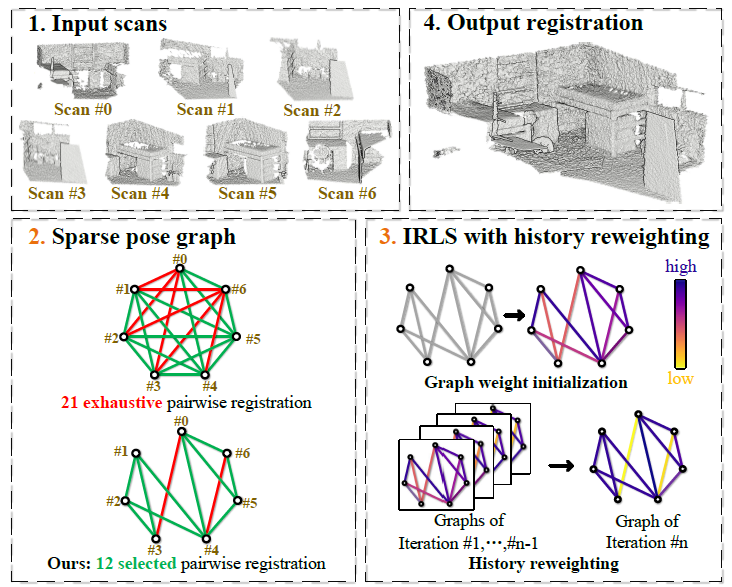 1. Input scans
Scan #0
Scan #1
Scan #2
Scan #3
Scan #4
Scan #5
Scan #6
4. Output registration
2. Sparse pose graph
#0
#1
#6
#2
#5
#3
#4
21 exhaustive pairwise registration
#0
#1
#6
#2
#5
#3
#4
Ours: 12 selected pairwise registration
3. IRLS with history reweighting
high
low
Graph weight initialization
Graphs of
Iteration #1,⋯,#n-1
Graph of
Iteration #n
History reweighting